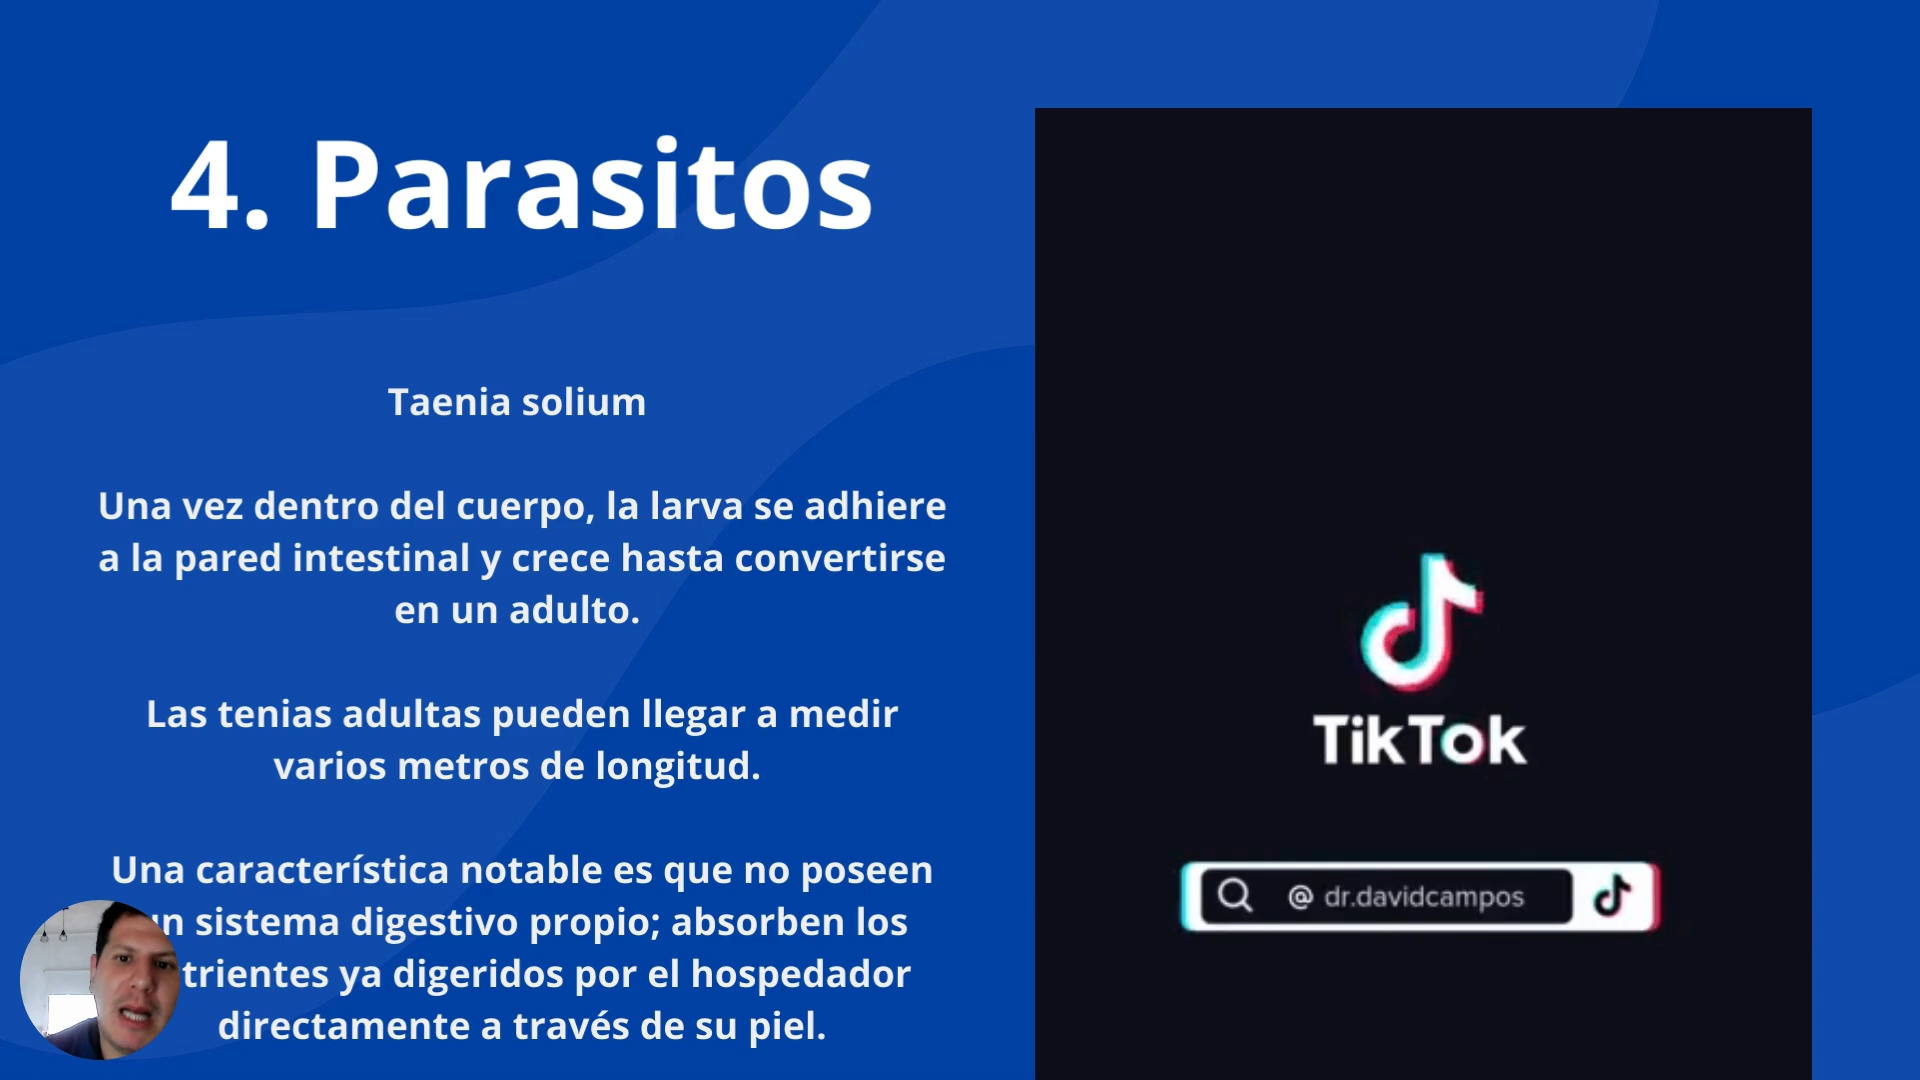 4. Parasitos
Taenia solium
Una vez dentro del cuerpo, la larva se adhiere
a la pared intestinal y crece hasta convertirse
en un adulto.
Las tenias adultas pueden llegar a medir
varios metros de longitud.
Una característica notable es que no poseen
un sistema digestivo propio; absorben los
trientes ya digeridos por el hospedador
directamente a través de su piel.
TikTok
@ dr.davidcampos